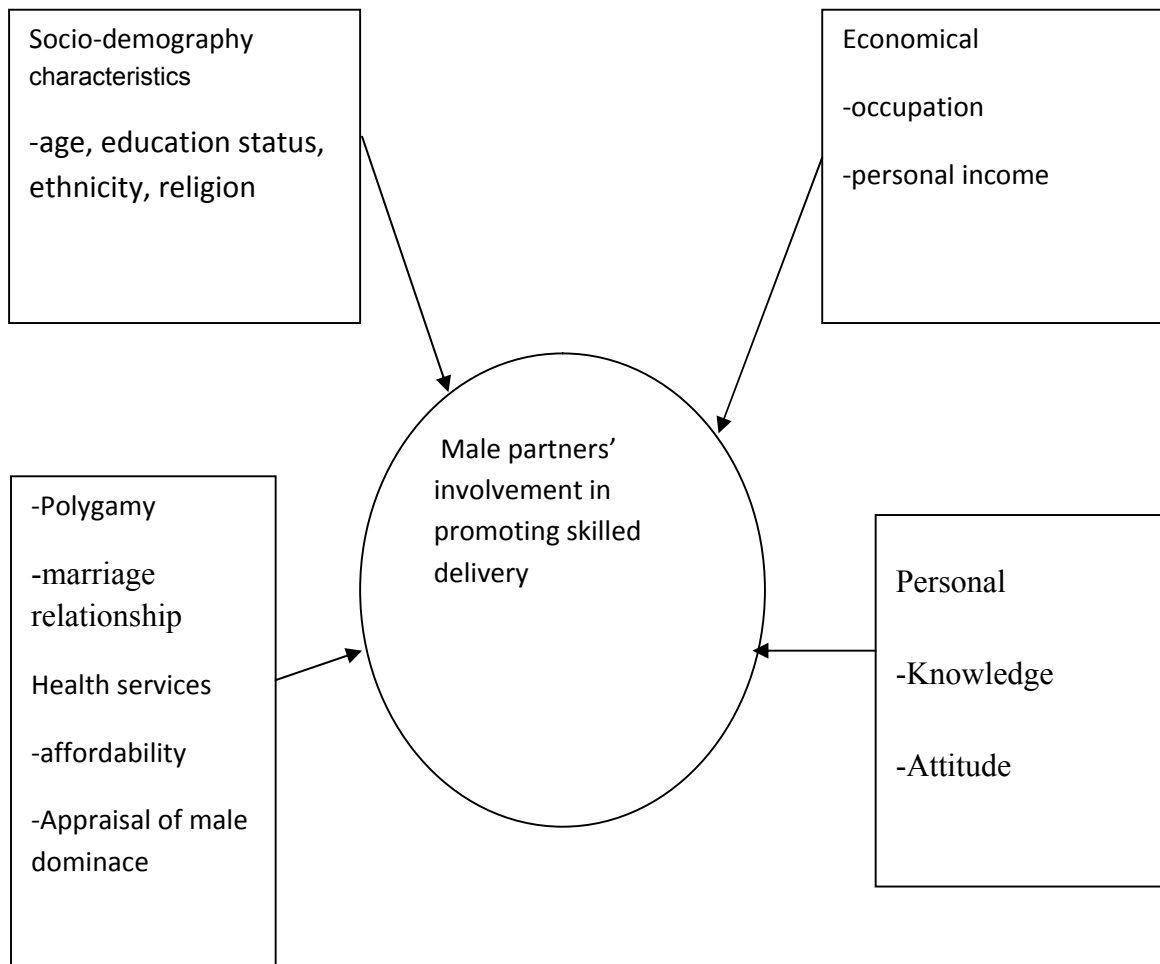 Socio-demography
characteristics
-age, education status,
ethnicity, religion
Economical
-occupation
-personal income
Male partners’
involvement in
promoting skilled
delivery
-Polygamy
-marriage
relationship
Health services
-affordability
-Appraisal of male
dominace
Personal
-Knowledge
-Attitude